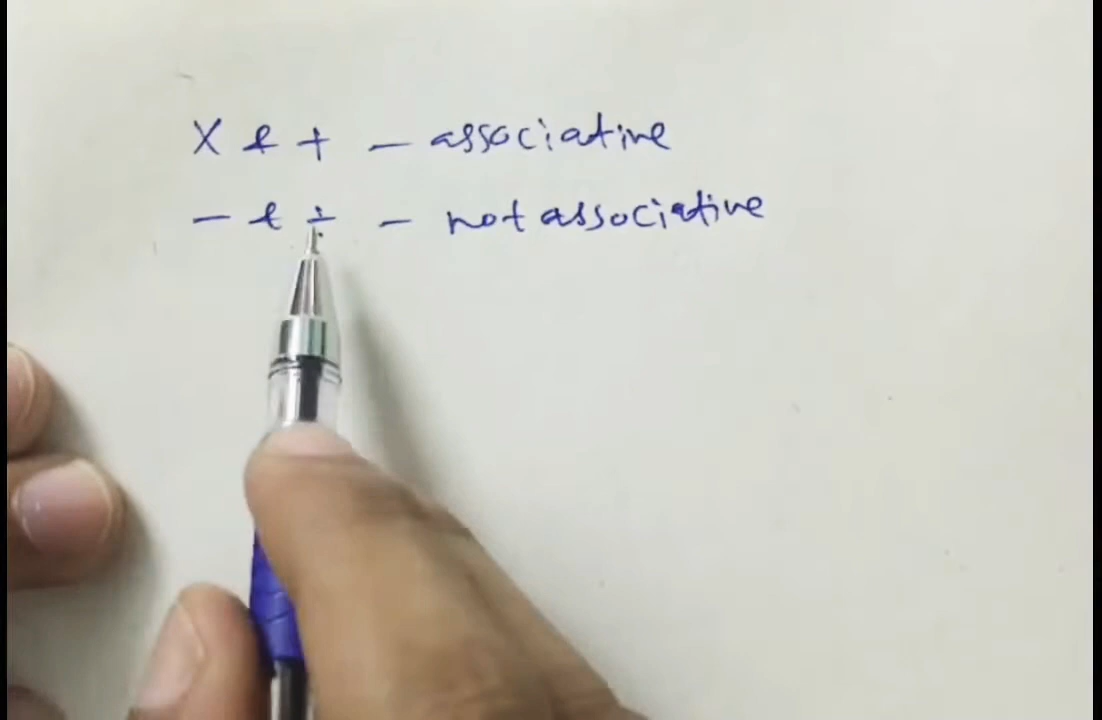 × & + – associative
– & ÷ – not associative